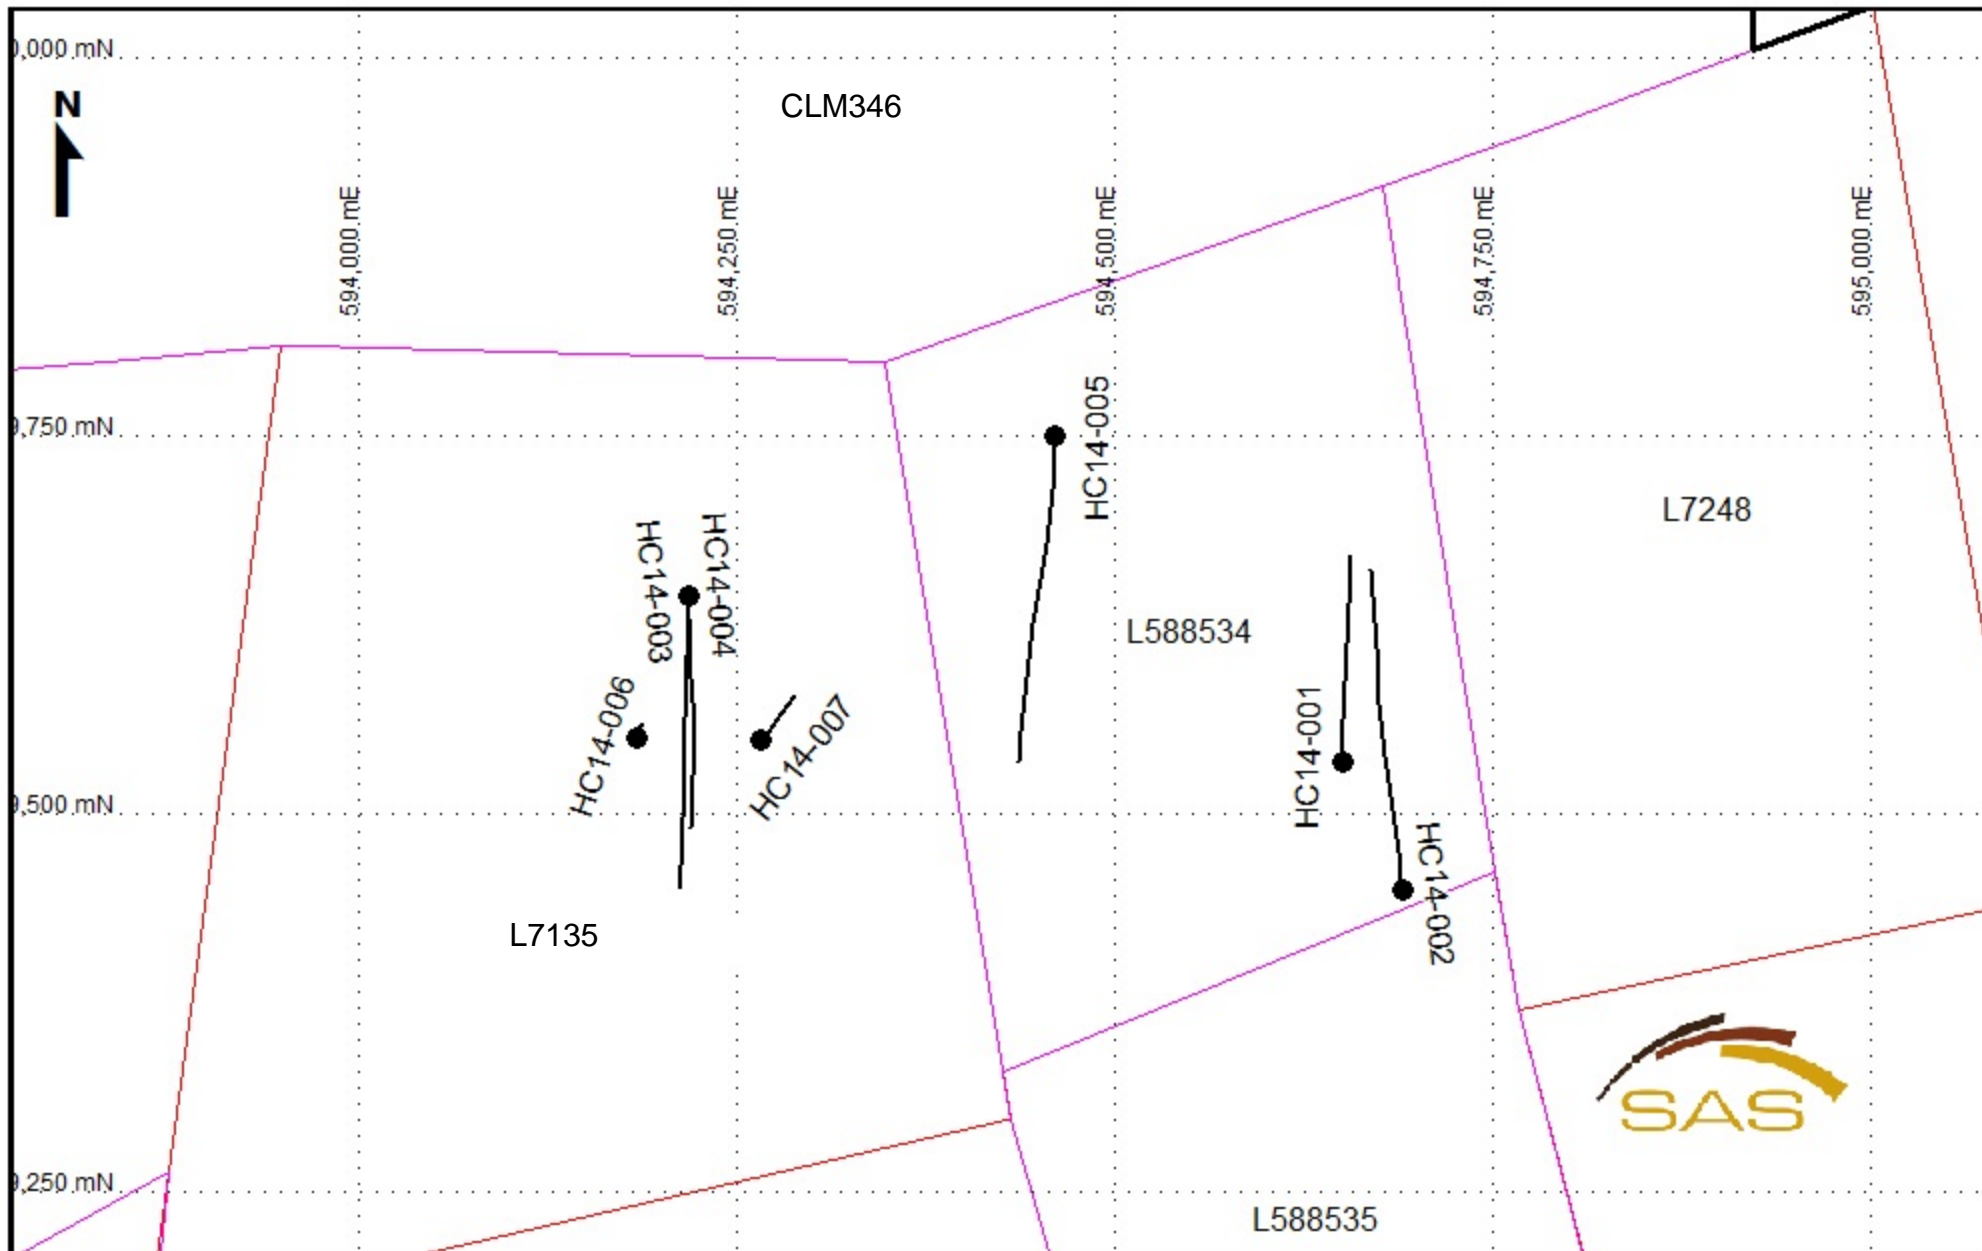 ,000 mN
CLM346
N
594,000 mE
594,250 mE
594,500 mE
594,750 mE
595,000 mE
,750 mN
HC14-005
L7248
HC14-003
HC14-004
L588534
HC14-006
HC14-007
HC14-001
,500 mN
HC14-002
L7135
SAS
,250 mN
L588535